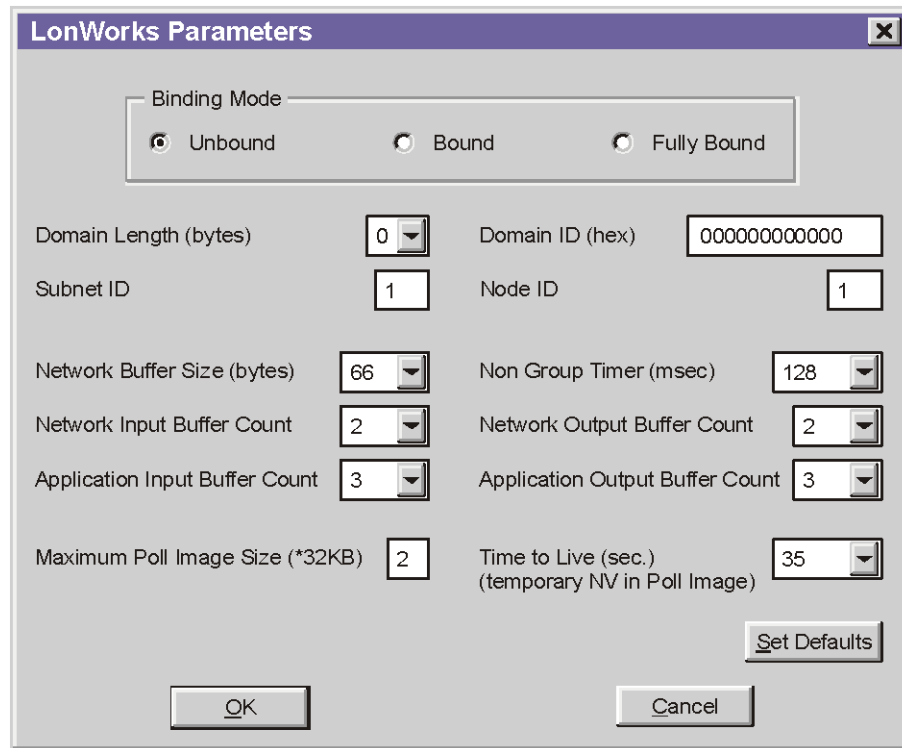 LonWorks Parameters
Binding Mode
Unbound Bound Fully Bound
Domain Length (bytes) 0 Domain ID (hex) 000000000000
Subnet ID 1 Node ID 1
Network Buffer Size (bytes) 66 Non Group Timer (msec) 128
Network Input Buffer Count 2 Network Output Buffer Count 2
Application Input Buffer Count 3 Application Output Buffer Count 3
Maximum Poll Image Size (*32KB) 2 Time to Live (sec.) 35
(temporary NV in Poll Image)
Set Defaults
OK Cancel